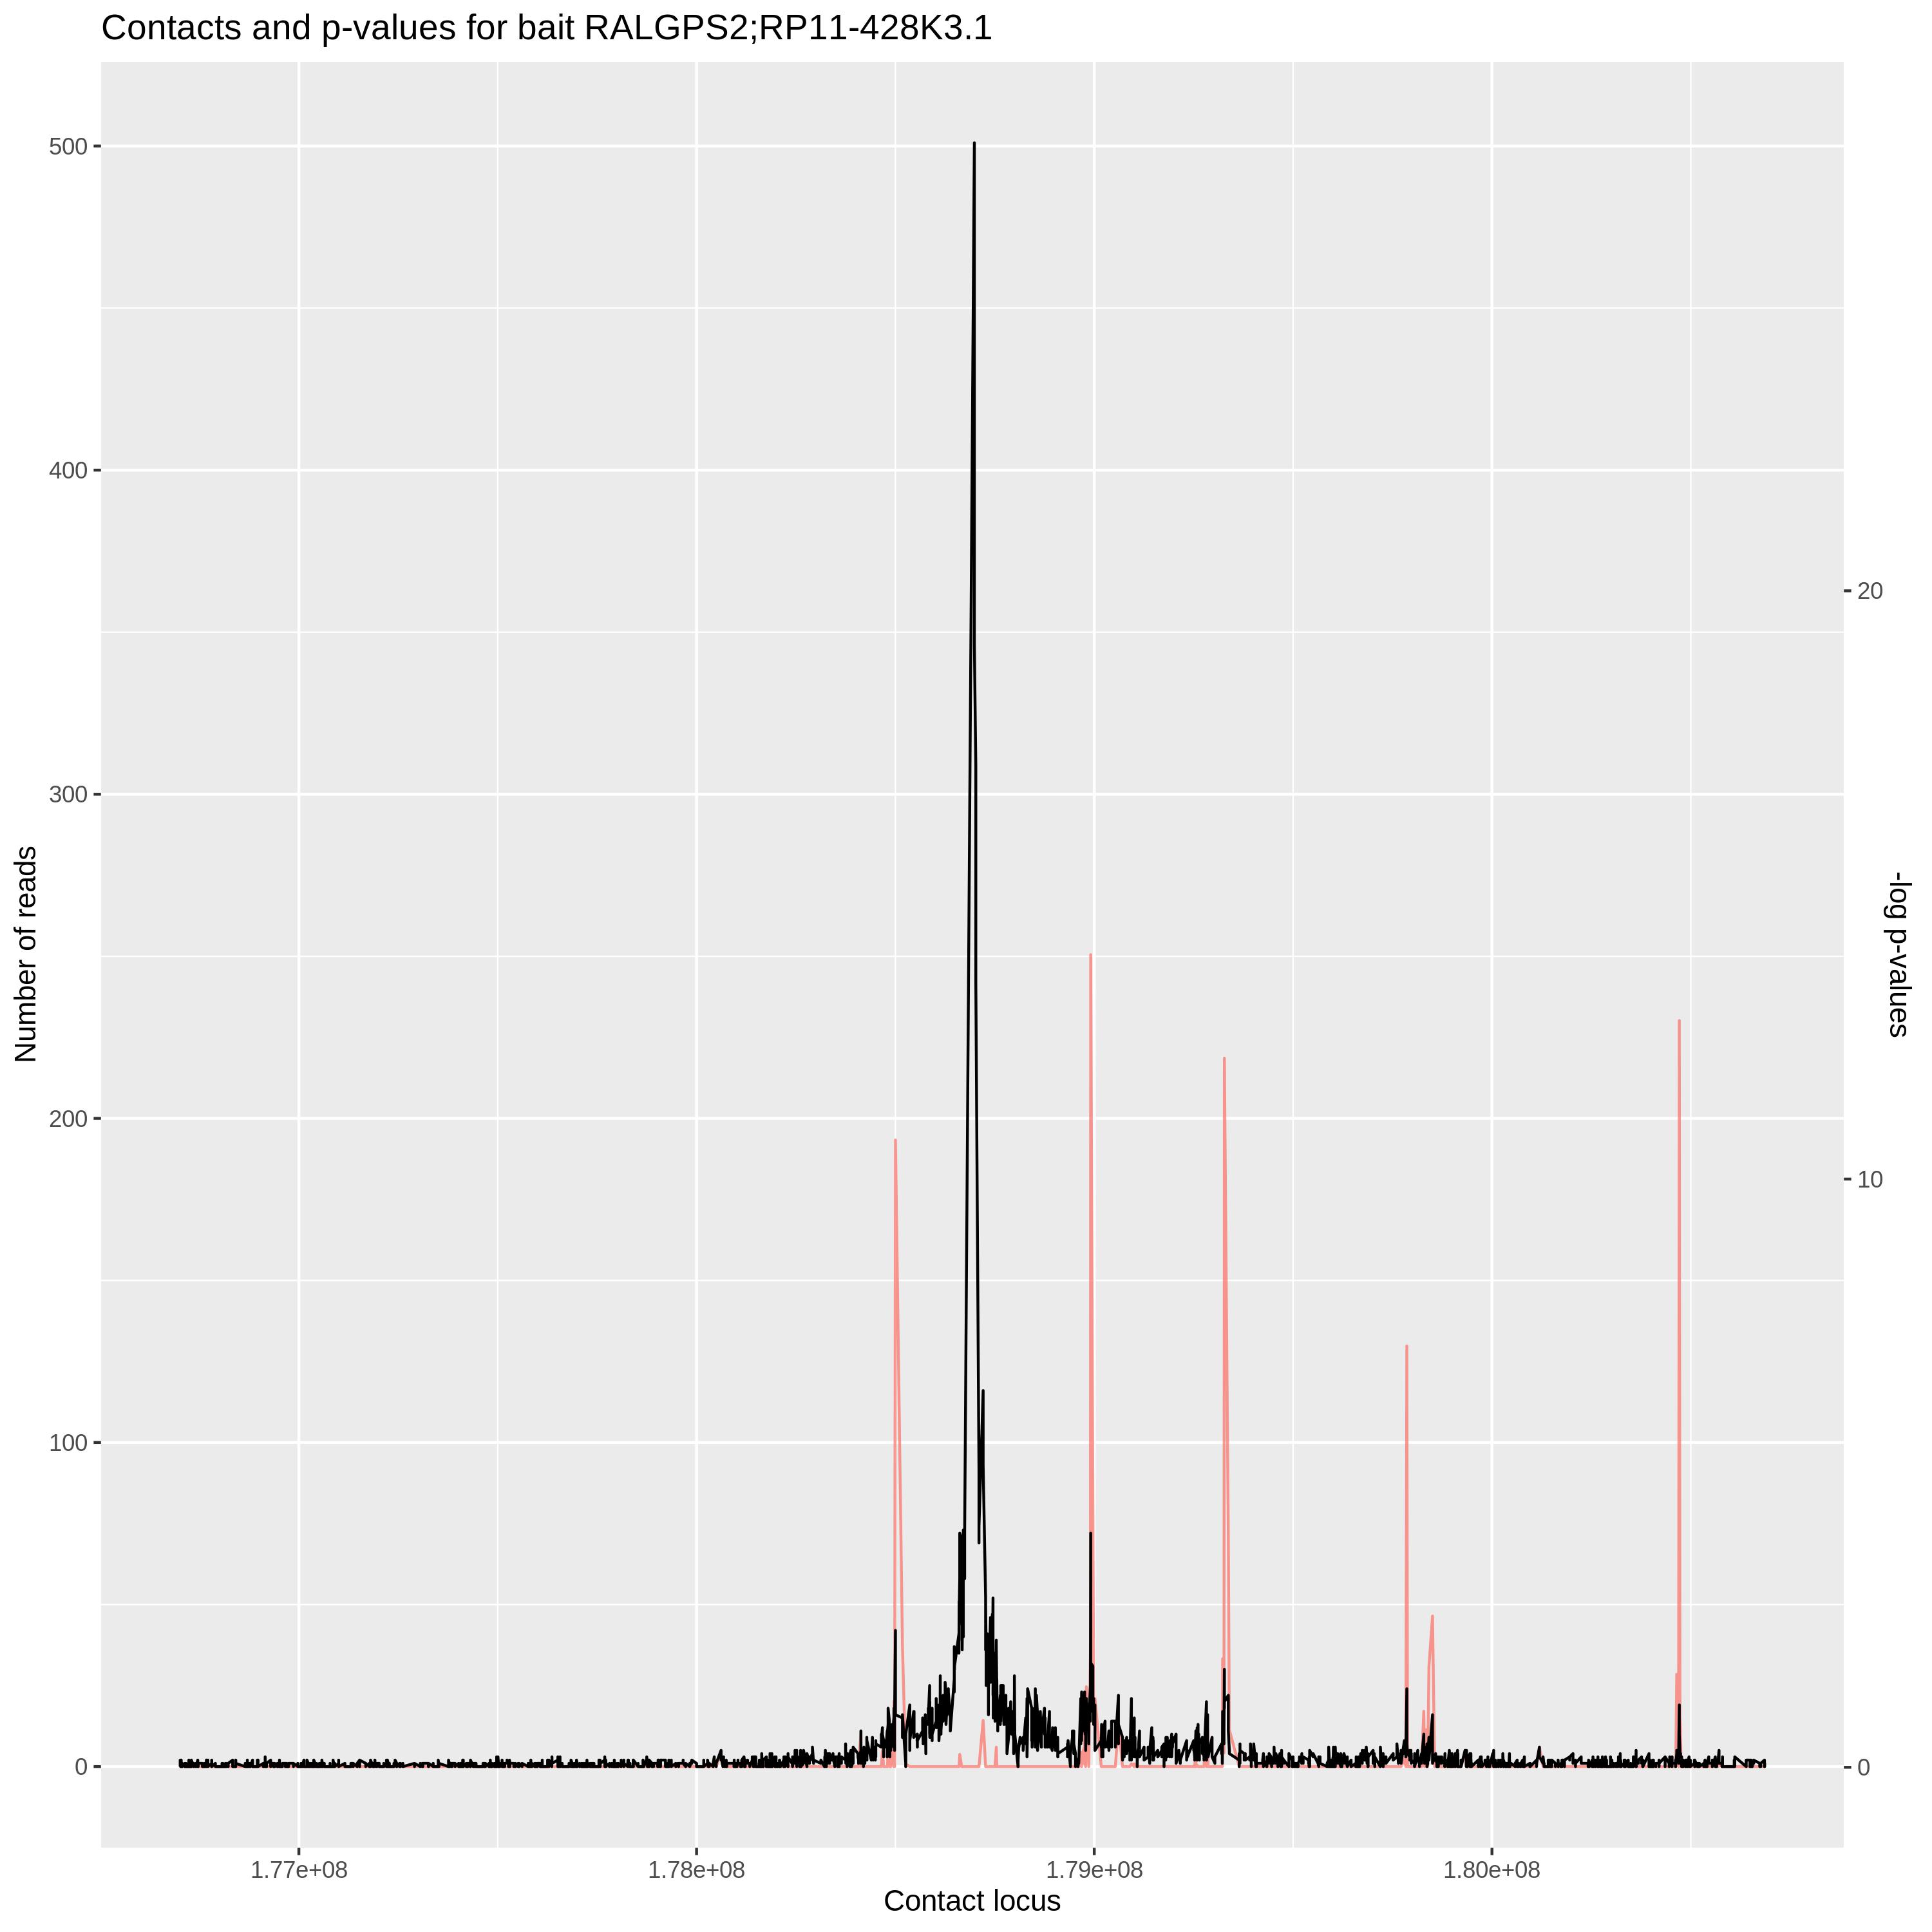 Contacts and p-values for bait RALGPS2;RP11-428K3.1
500
400
300
200
100
0
Number of reads
20
10
0
-log p-values
1.77e+08 1.78e+08 1.79e+08 1.80e+08
Contact locus